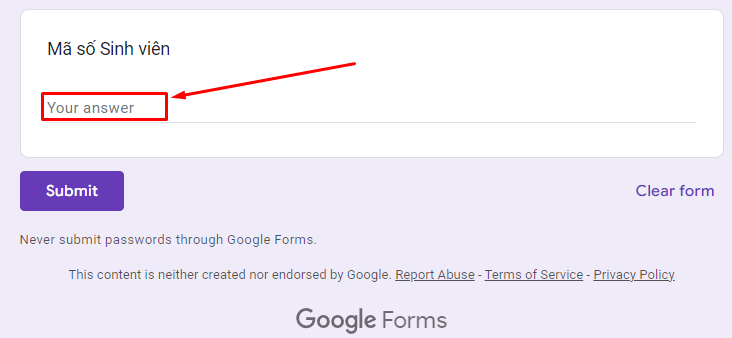 Mã số Sinh viên
Your answer
Submit
Clear form
Never submit passwords through Google Forms.
This content is neither created nor endorsed by Google. Report Abuse - Terms of Service - Privacy Policy
Google Forms